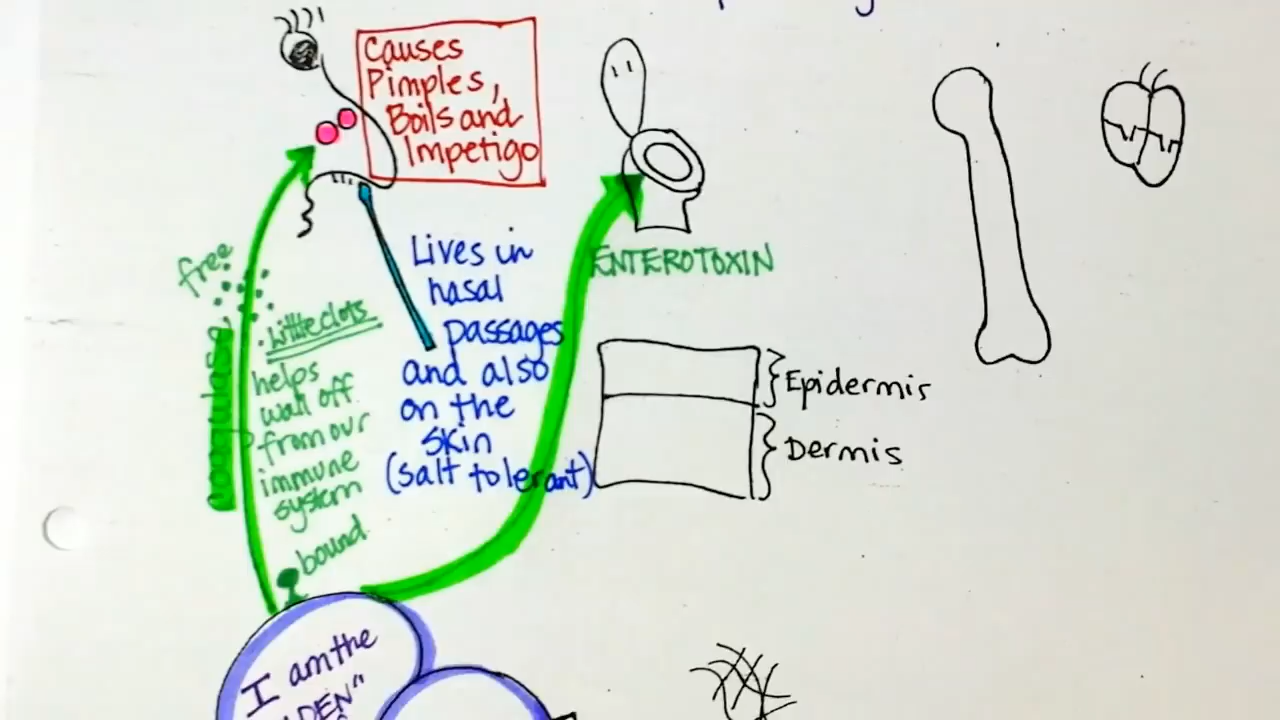 Causes
Pimples,
Boils and
Impetigo
Lives in
nasal
passages
and also
on the
skin
(salt tolerant)
ENTEROTOXIN
free
coagulase
Little clots
helps
wall off
from our
immune
system
bound
Epidermis
Dermis
I am the